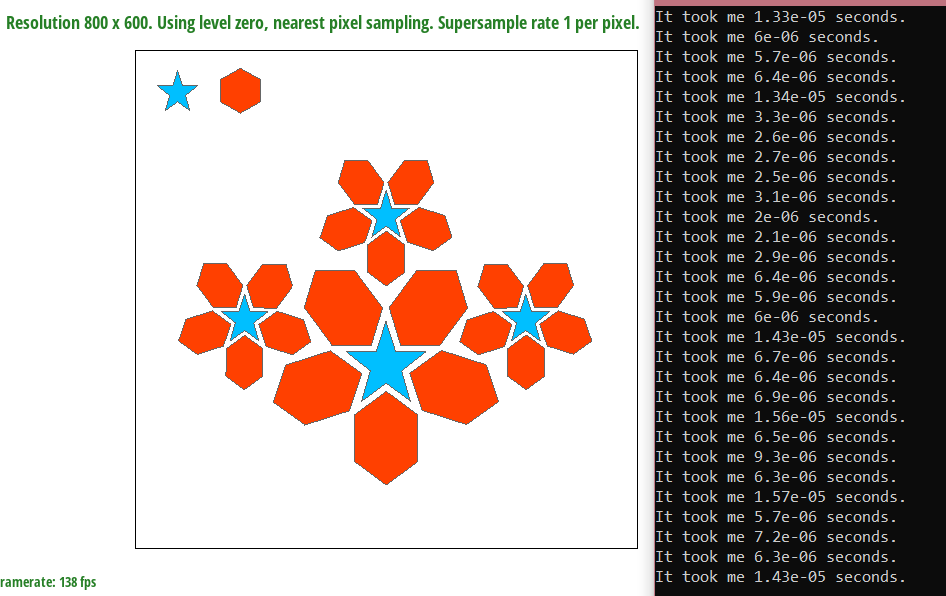 Resolution 800 x 600. Using level zero, nearest pixel sampling. Supersample rate 1 per pixel.
ramerate: 138 fps
It took me 1.33e-05 seconds.
It took me 6e-06 seconds.
It took me 5.7e-06 seconds.
It took me 6.4e-06 seconds.
It took me 1.34e-05 seconds.
It took me 3.3e-06 seconds.
It took me 2.6e-06 seconds.
It took me 2.7e-06 seconds.
It took me 2.5e-06 seconds.
It took me 3.1e-06 seconds.
It took me 2e-06 seconds.
It took me 2.1e-06 seconds.
It took me 2.9e-06 seconds.
It took me 6.4e-06 seconds.
It took me 5.9e-06 seconds.
It took me 6e-06 seconds.
It took me 1.43e-05 seconds.
It took me 6.7e-06 seconds.
It took me 6.4e-06 seconds.
It took me 6.9e-06 seconds.
It took me 1.56e-05 seconds.
It took me 6.5e-06 seconds.
It took me 9.3e-06 seconds.
It took me 6.3e-06 seconds.
It took me 1.57e-05 seconds.
It took me 5.7e-06 seconds.
It took me 7.2e-06 seconds.
It took me 6.3e-06 seconds.
It took me 1.43e-05 seconds.